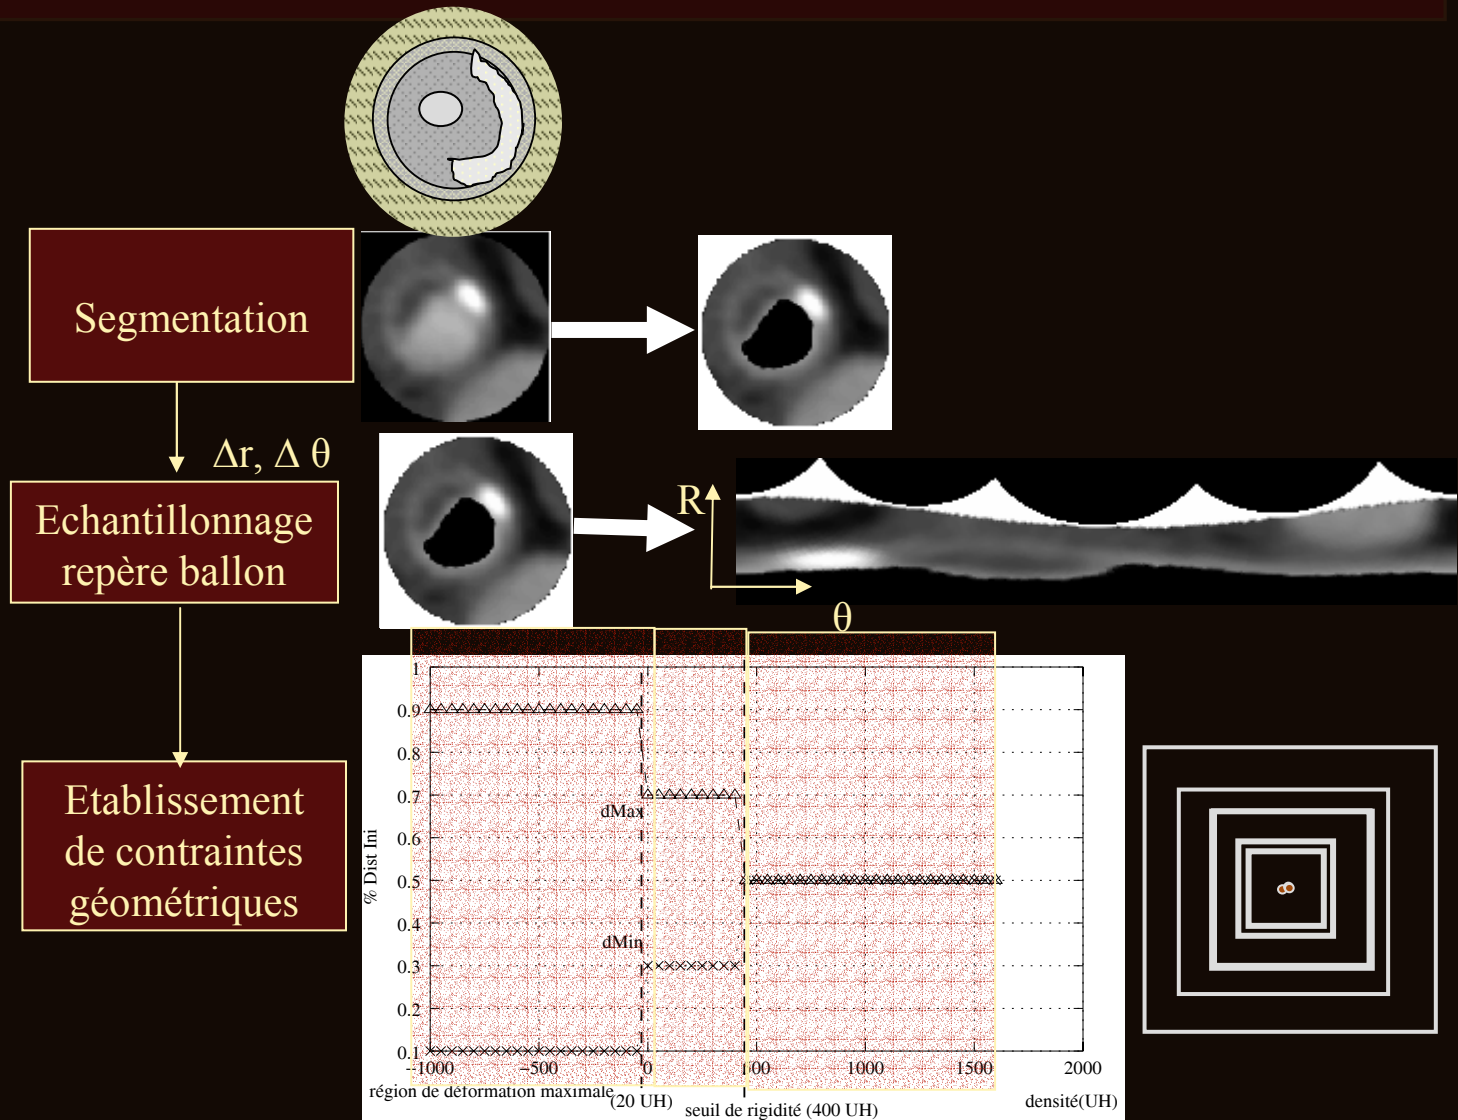 Segmentation
Δr, Δ θ
Echantillonnage
repère ballon
R
θ
Etablissement
de contraintes
géométriques
1
0.9
0.8
0.7
dMax
0.6
% Dist Ini
0.5
0.4
dMin
0.3
0.2
0.1
-1000 −500 0 500 1000 1500 2000
région de déformation maximale
(20 UH)
seuil de rigidité (400 UH)
densité(UH)